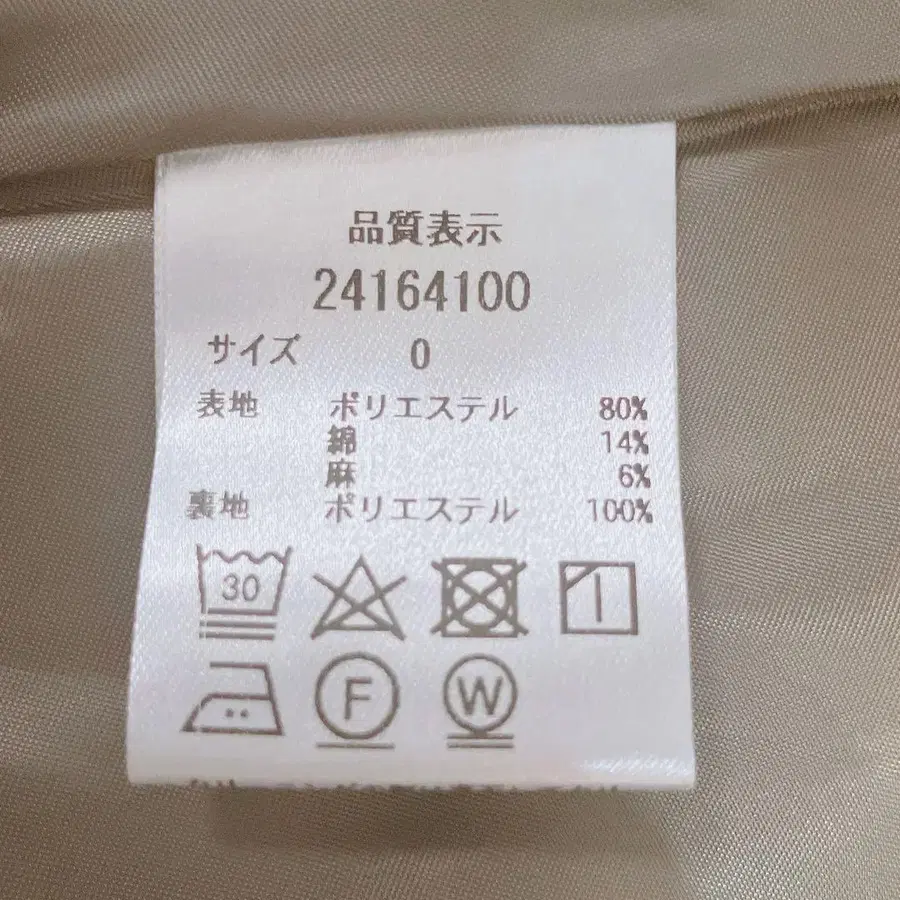 品質表示
24164100
サイズ 0
表地 ポリエステル 80%
綿 14%
麻 6%
裏地 ポリエステル 100%
30
F
W